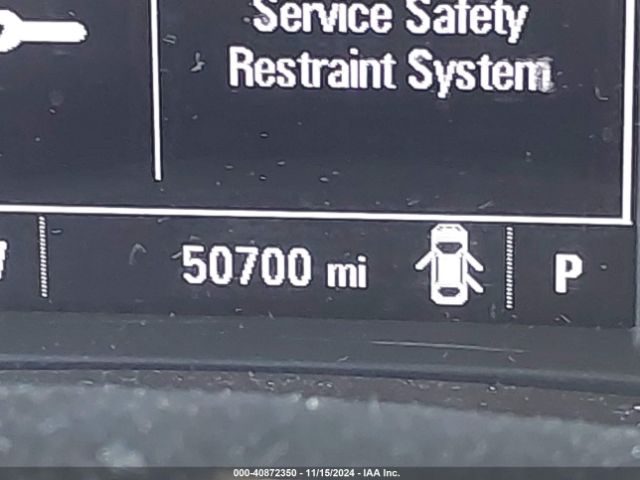 Service Safety
Restraint System
50700 mi
P
000-40872350 - 11/15/2024 - IAA Inc.